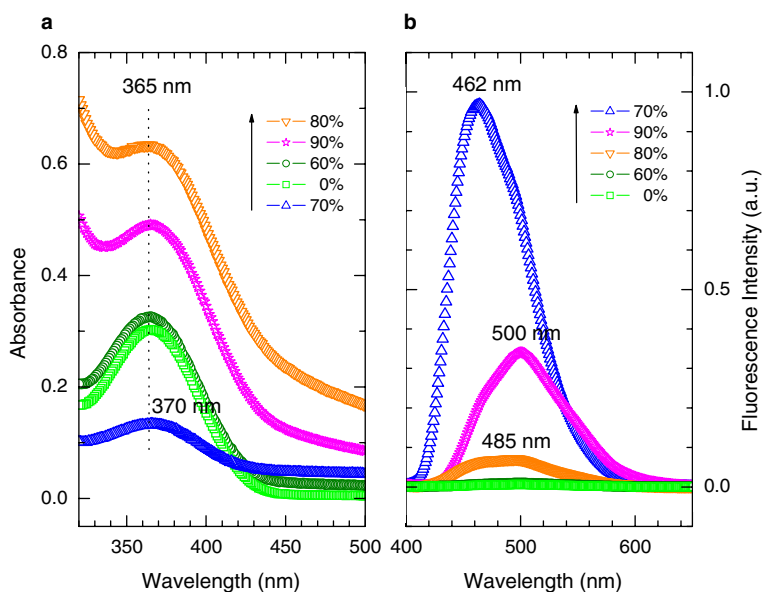 a
0.8
0.6
0.4
0.2
0.0
Absorbance
365 nm
80%
90%
60%
0%
70%
370 nm
350 400 450 500
Wavelength (nm)
b
462 nm
70%
90%
80%
60%
0%
500 nm
485 nm
1.0
0.5
0.0
Fluorescence Intensity (a.u.)
400 500 600
Wavelength (nm)